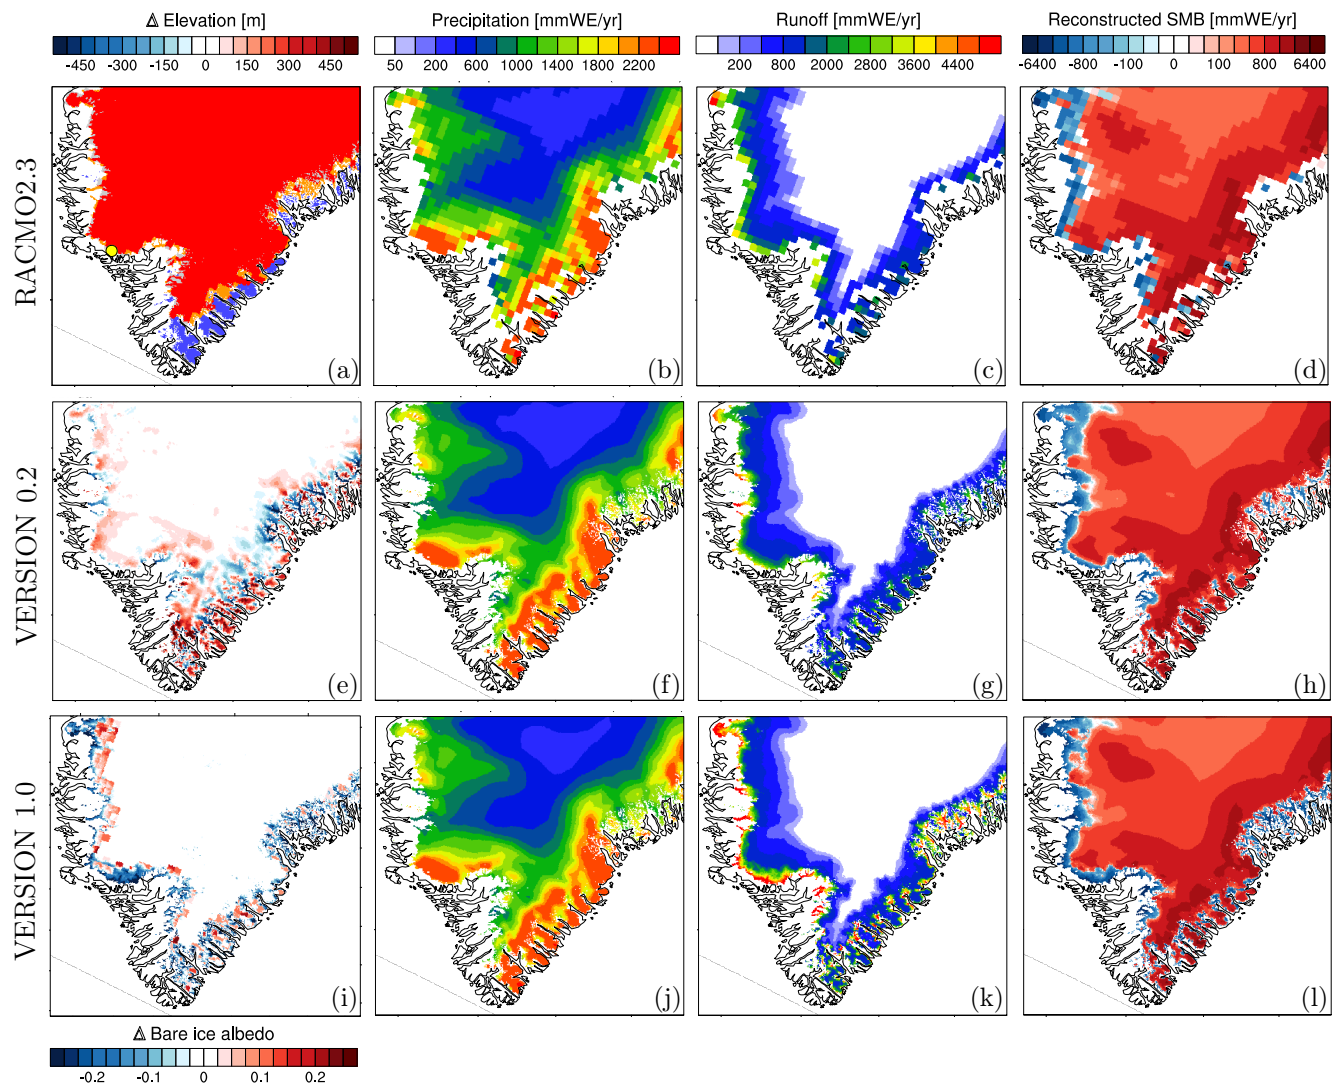 Δ Elevation [m]
Precipitation [mmWE/yr]
Runoff [mmWE/yr]
Reconstructed SMB [mmWE/yr]
-450 -300 -150 0 150 300 450
50 200 600 1000 1400 1800 2200
200 800 2000 2800 3600 4400
-6400 -800 -100 0 100 800 6400
RACMO2.3
(a)
(b)
(c)
(d)
VERSION 0.2
(e)
(f)
(g)
(h)
VERSION 1.0
(i)
(j)
(k)
(l)
Δ Bare ice albedo
-0.2 -0.1 0 0.1 0.2